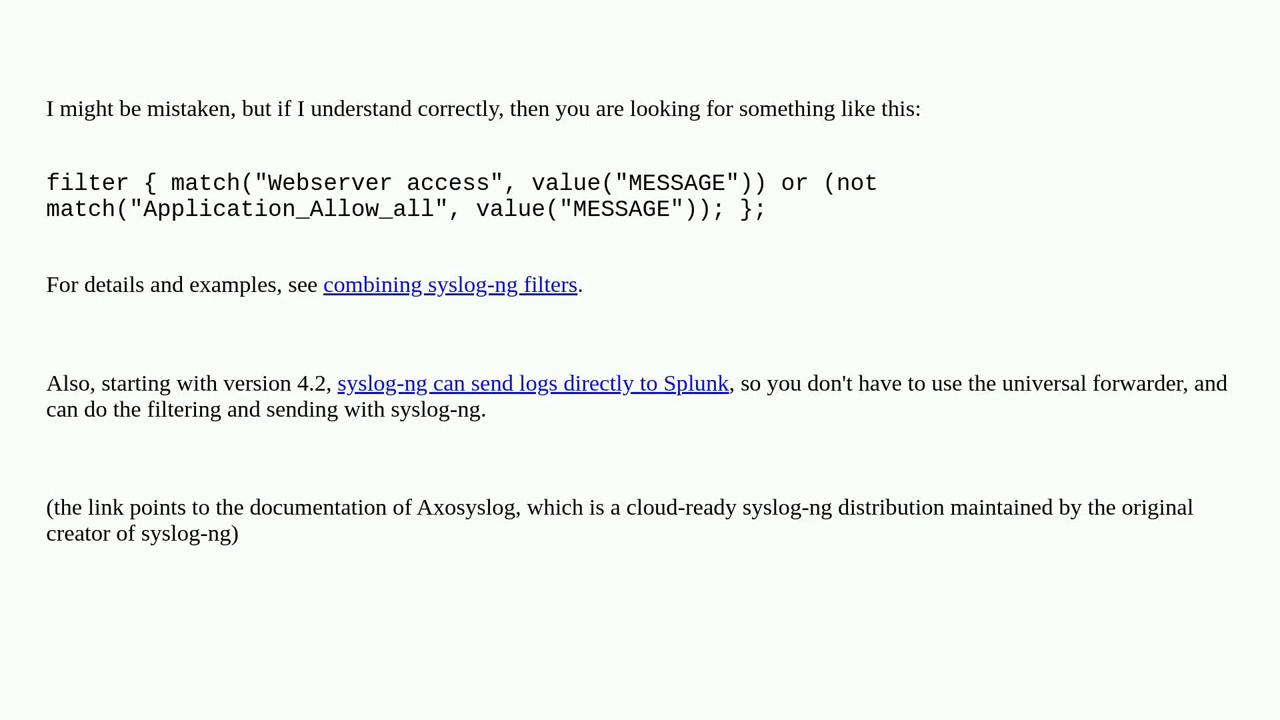 I might be mistaken, but if I understand correctly, then you are looking for something like this:
filter { match("Webserver access", value("MESSAGE")) or (not
match("Application_Allow_all", value("MESSAGE")); };
For details and examples, see combining syslog-ng filters.
Also, starting with version 4.2, syslog-ng can send logs directly to Splunk, so you don't have to use the universal forwarder, and
can do the filtering and sending with syslog-ng.
(the link points to the documentation of Axosyslog, which is a cloud-ready syslog-ng distribution maintained by the original
creator of syslog-ng)